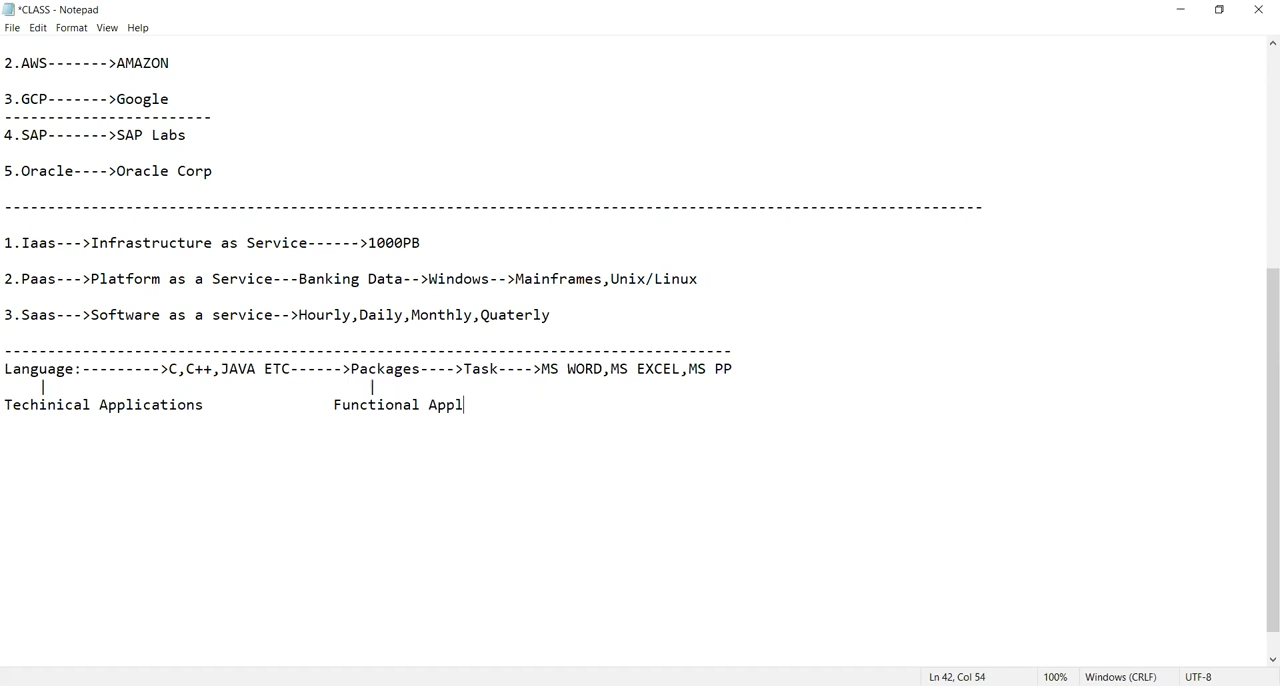 *CLASS - Notepad
File Edit Format View Help
2.AWS------->AMAZON
3.GCP------->Google
------------------------
4.SAP------->SAP Labs
5.Oracle---->Oracle Corp
-----------------------------------------------------------------------------------------------------------------
1.Iaas--->Infrastructure as Service------>1000PB
2.Paas--->Platform as a Service---Banking Data-->Windows-->Mainframes,Unix/Linux
3.Saas--->Software as a service-->Hourly,Daily,Monthly,Quaterly
------------------------------------------------------------------------------------
Language:--------->C,C++,JAVA ETC------>Packages---->Task---->MS WORD,MS EXCEL,MS PP
| |
Techinical Applications Functional Appl
Ln 42, Col 54 100% Windows (CRLF) UTF-8